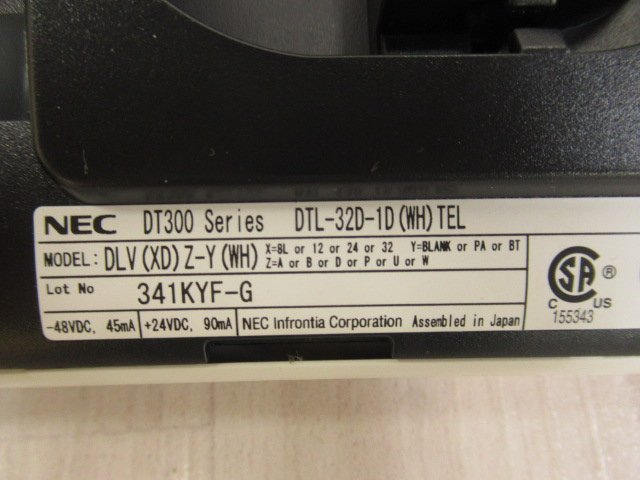 NEC DT300 Series DTL-32D-1D(WH)TEL
MODEL: DLV(XD)Z-Y(WH) X=8L or 12 or 24 or 32 Y=BLANK or PA or BT
Z=A or B or D or P or U or W
Lot No 341KYF-G
-48VDC, 45mA +24VDC, 90mA NEC Infrontia Corporation Assembled in Japan
CSA ®
C US
155343